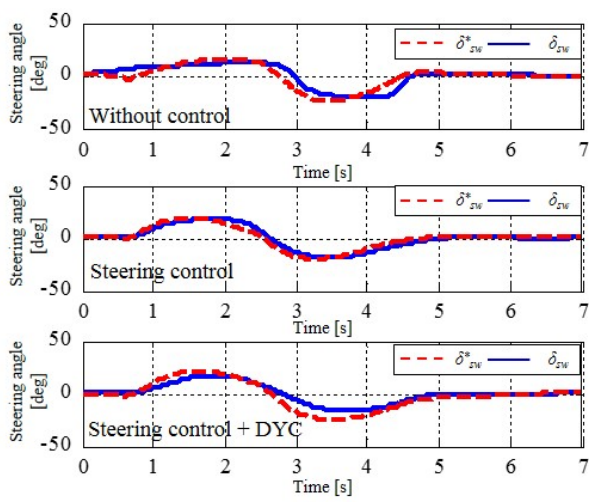 50
δ*sw δsw
Steering angle
[deg]
0
-50
Without control
0 1 2 3 4 5 6 7
Time [s]
50
δ*sw δsw
Steering angle
[deg]
0
-50
Steering control
0 1 2 3 4 5 6 7
Time [s]
50
δ*sw δsw
Steering angle
[deg]
0
-50
Steering control + DYC
0 1 2 3 4 5 6 7
Time [s]